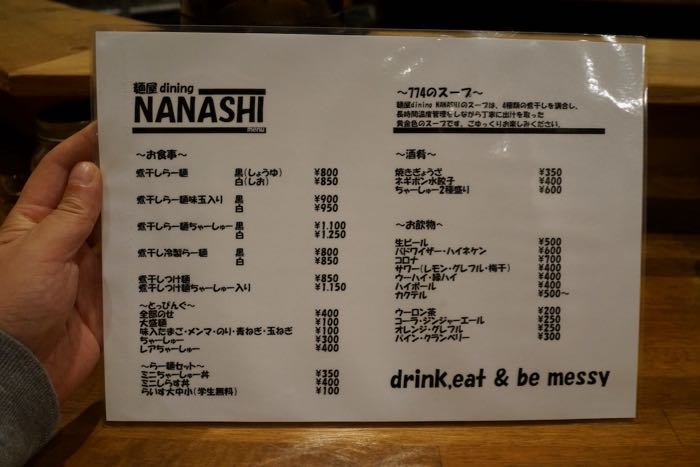 麺屋dining
NANASHI
menu
～お食事～
煮干しらー麺 黒(しょうゆ) ¥800
白(しお) ¥850
煮干しらー麺味玉入り 黒 ¥900
白 ¥950
煮干しらー麺ちゃーしゅー 黒 ¥1.100
白 ¥1.250
煮干し冷製らー麺 黒 ¥800
白 ¥850
煮干しつけ麺 ¥850
煮干しつけ麺ちゃーしゅー入り ¥1.150
～とっぴんぐ～
全部のせ ¥400
大盛麺 ¥100
味入たまご・メンマ・のり・青ねぎ・玉ねぎ ¥100
ちゃーしゅー ¥300
レアちゃーしゅー ¥400
～らー麺セット～
ミニちゃーしゅー丼 ¥350
ミニしらす丼 ¥400
らいす大中小(学生無料) ¥100
～774のスープ～
麺屋dining NANASHIのスープは、4種類の煮干しを調合し、
長時間温度管理をしながら丁寧に出汁を取った
黄金色のスープです。ごゆっくりお楽しみください。
～酒肴～
焼きぎょうざ ¥350
ネギポン水餃子 ¥400
ちゃーしゅー2種盛り ¥600
～お飲物～
生ビール ¥500
バドワイザー・ハイネケン ¥600
コロナ ¥700
サワー(レモン・グレフル・梅干) ¥400
ウーハイ・緑ハイ ¥400
ハイボール ¥400
カクテル ¥500～
ウーロン茶 ¥200
コーラ・ジンジャーエール ¥250
オレンジ・グレフル ¥250
パイン・クランベリー ¥300
drink,eat & be messy